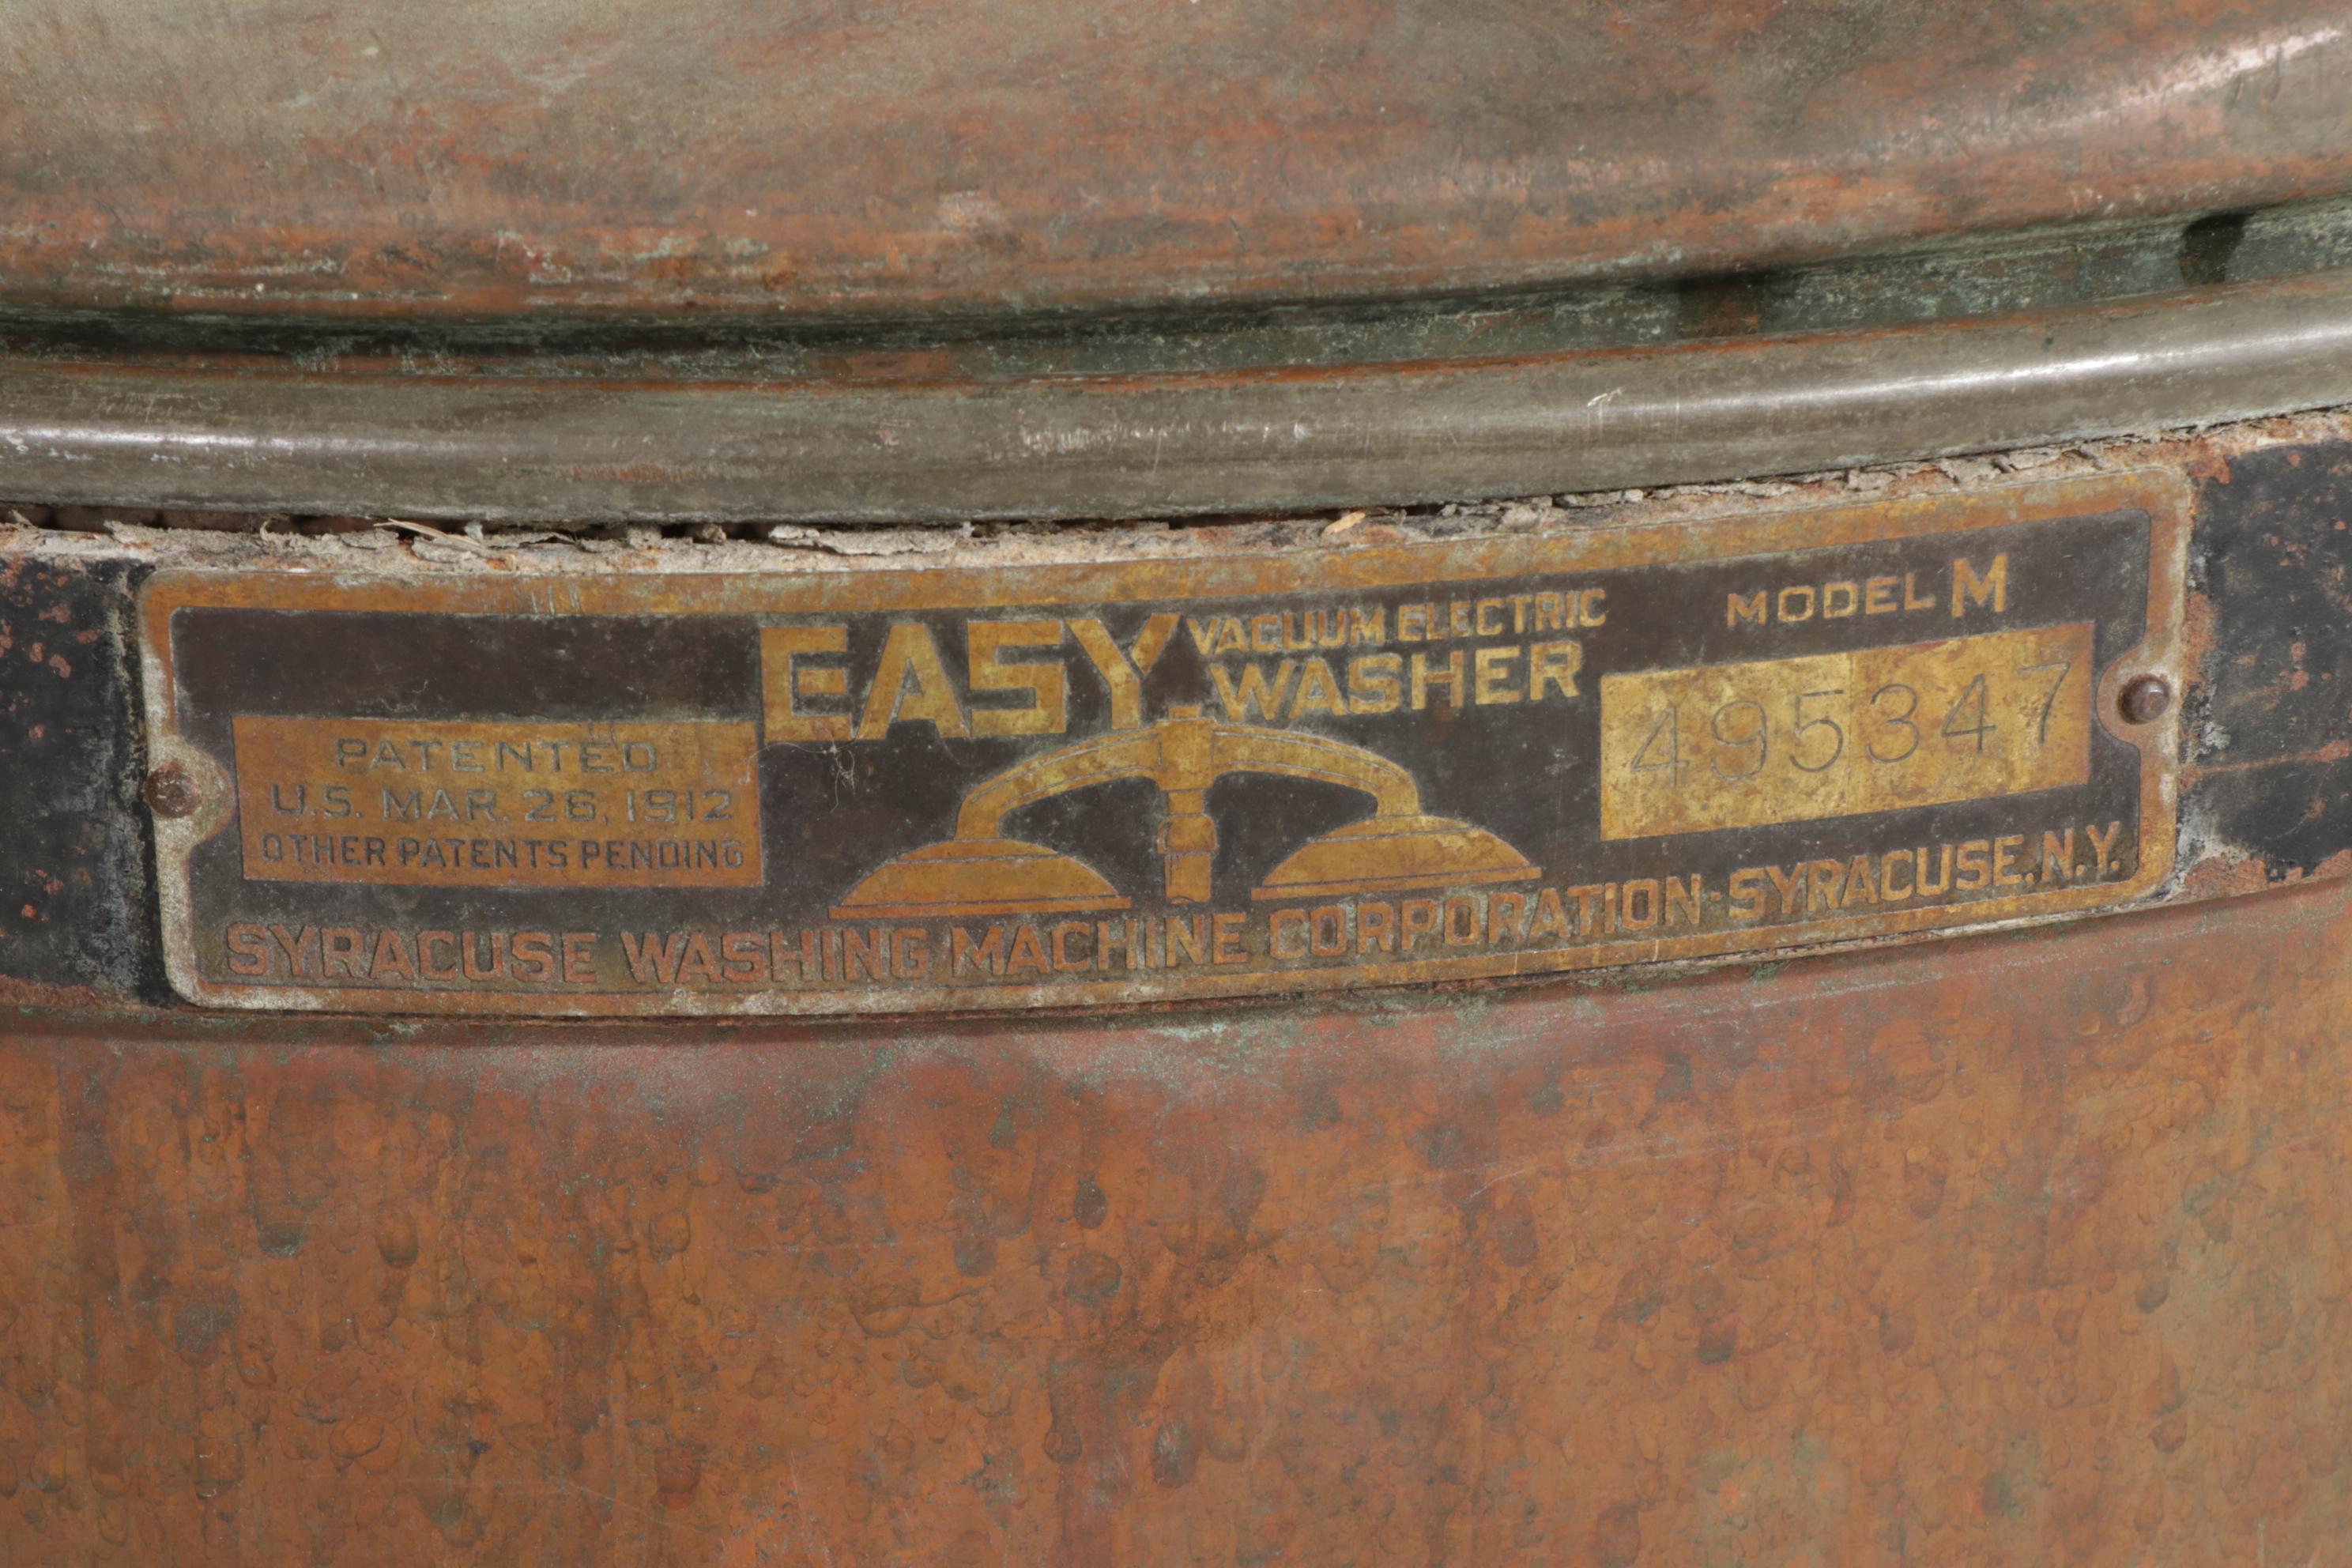 EASY VACUUM ELECTRIC
WASHER
MODEL M
495347
PATENTED
U.S. MAR. 26, 1912
OTHER PATENTS PENDING
SYRACUSE WASHING MACHINE CORPORATION-SYRACUSE, N.Y.